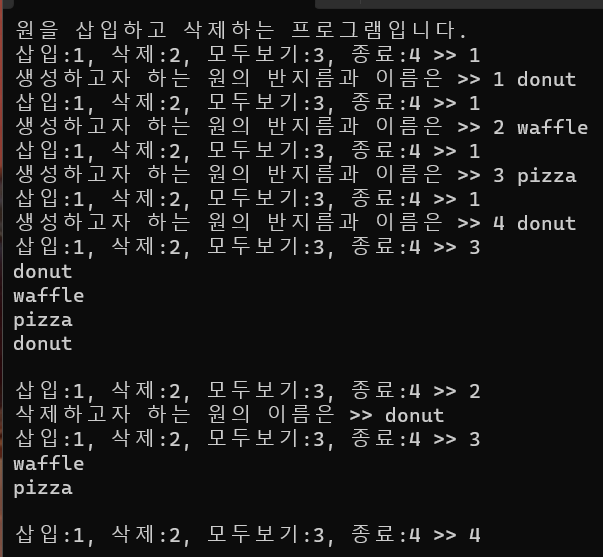 원을 삽입하고 삭제하는 프로그램입니다.
삽입:1, 삭제:2, 모두보기:3, 종료:4 >> 1
생성하고자 하는 원의 반지름과 이름은 >> 1 donut
삽입:1, 삭제:2, 모두보기:3, 종료:4 >> 1
생성하고자 하는 원의 반지름과 이름은 >> 2 waffle
삽입:1, 삭제:2, 모두보기:3, 종료:4 >> 1
생성하고자 하는 원의 반지름과 이름은 >> 3 pizza
삽입:1, 삭제:2, 모두보기:3, 종료:4 >> 1
생성하고자 하는 원의 반지름과 이름은 >> 4 donut
삽입:1, 삭제:2, 모두보기:3, 종료:4 >> 3
donut
waffle
pizza
donut
삽입:1, 삭제:2, 모두보기:3, 종료:4 >> 2
삭제하고자 하는 원의 이름은 >> donut
삽입:1, 삭제:2, 모두보기:3, 종료:4 >> 3
waffle
pizza
삽입:1, 삭제:2, 모두보기:3, 종료:4 >> 4